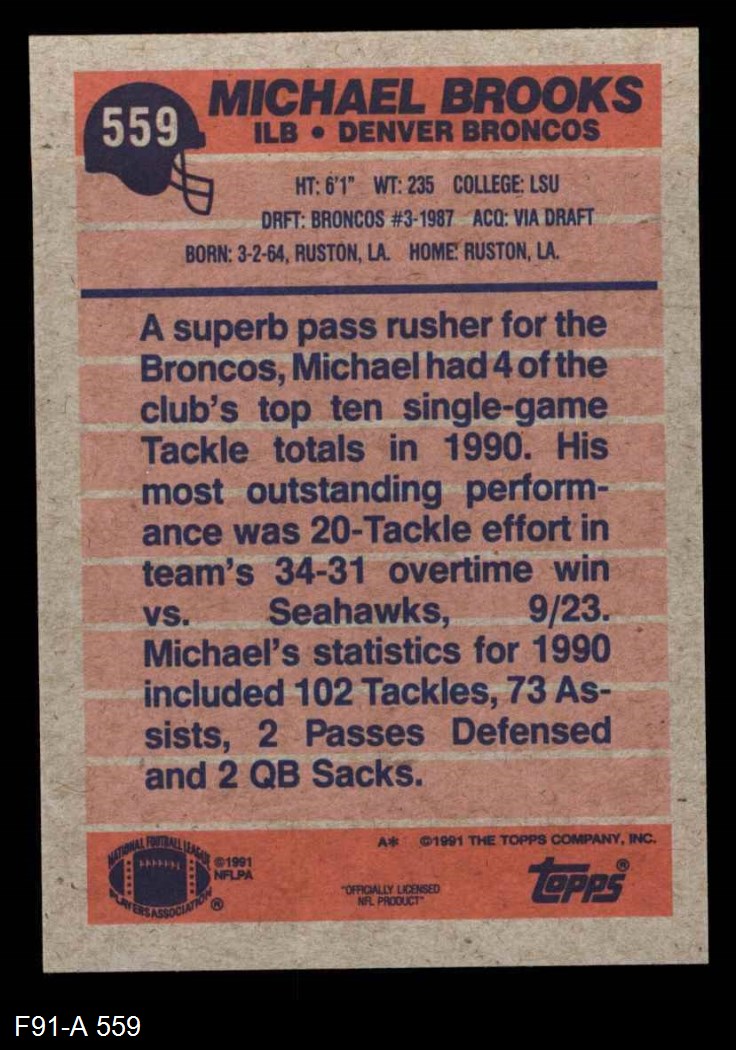 559
MICHAEL BROOKS
ILB • DENVER BRONCOS
HT: 6'1" WT: 235 COLLEGE: LSU
DRFT: BRONCOS #3-1987 ACQ: VIA DRAFT
BORN: 3-2-64, RUSTON, LA. HOME: RUSTON, LA.
A superb pass rusher for the
Broncos, Michael had 4 of the
club's top ten single-game
Tackle totals in 1990. His
most outstanding perform-
ance was 20-Tackle effort in
team's 34-31 overtime win
vs. Seahawks, 9/23.
Michael's statistics for 1990
included 102 Tackles, 73 As-
sists, 2 Passes Defensed
and 2 QB Sacks.
A* ©1991 THE TOPPS COMPANY, INC.
NATIONAL FOOTBALL LEAGUE
PLAYERS ASSOCIATION ®
©1991
NFLPA
"OFFICIALLY LICENSED
NFL PRODUCT"
topps®
F91-A 559